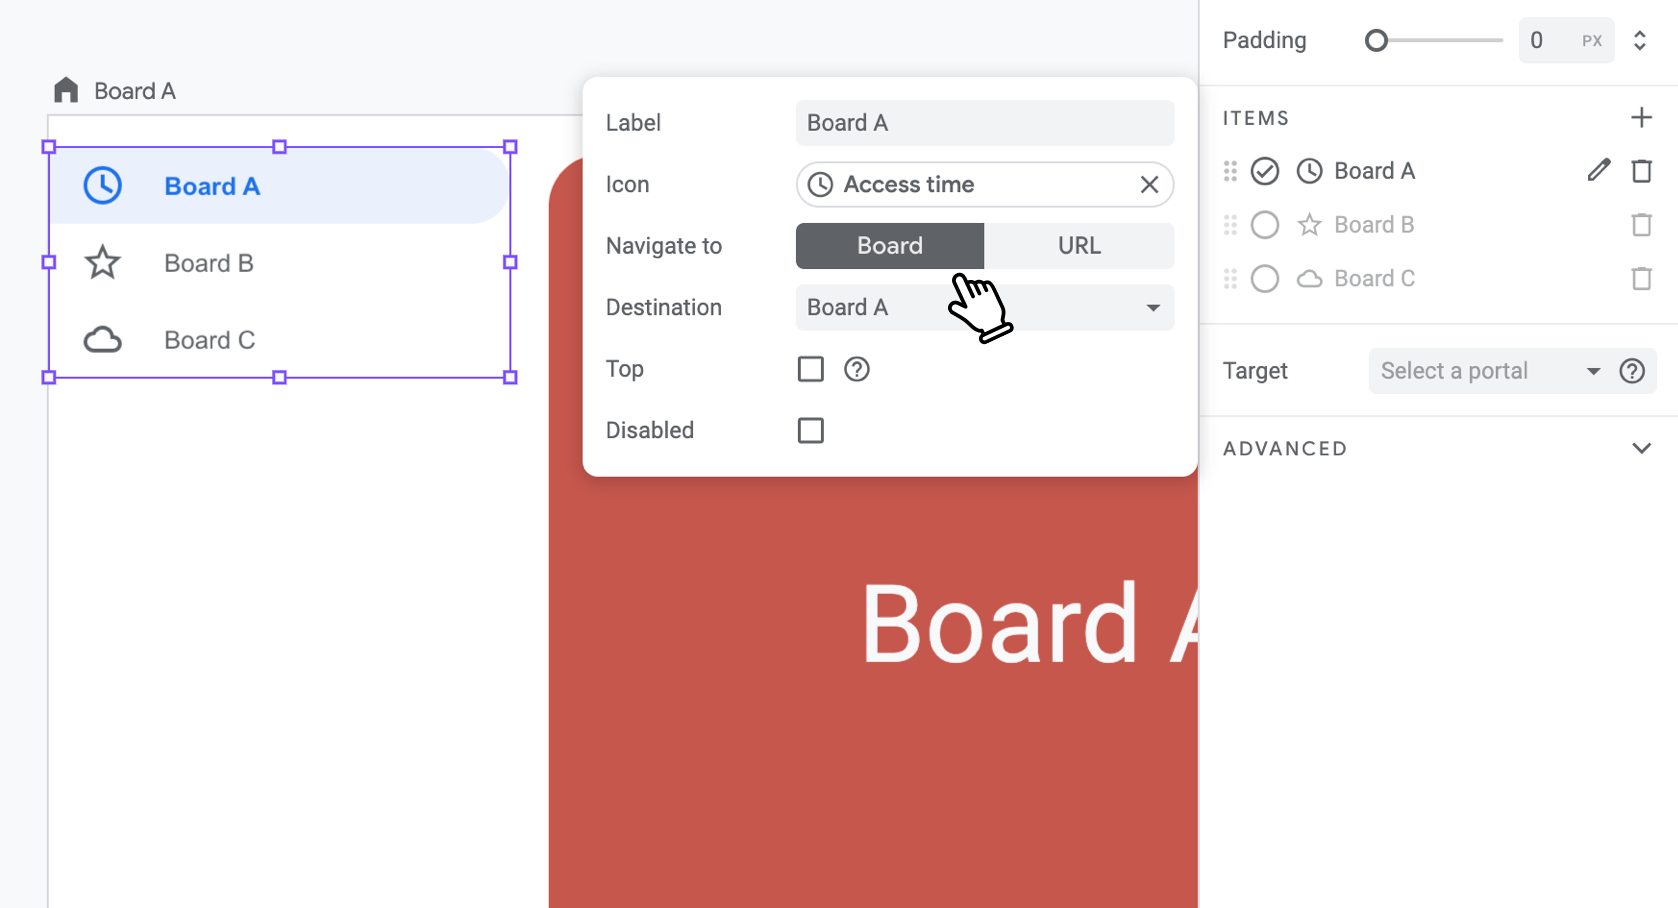 Board A
Board A
Board B
Board C
Label Board A
Icon Access time
Navigate to Board URL
Destination Board A
Top ?
Disabled
Board A
Padding 0 PX
ITEMS
Board A
Board B
Board C
Target Select a portal ?
ADVANCED